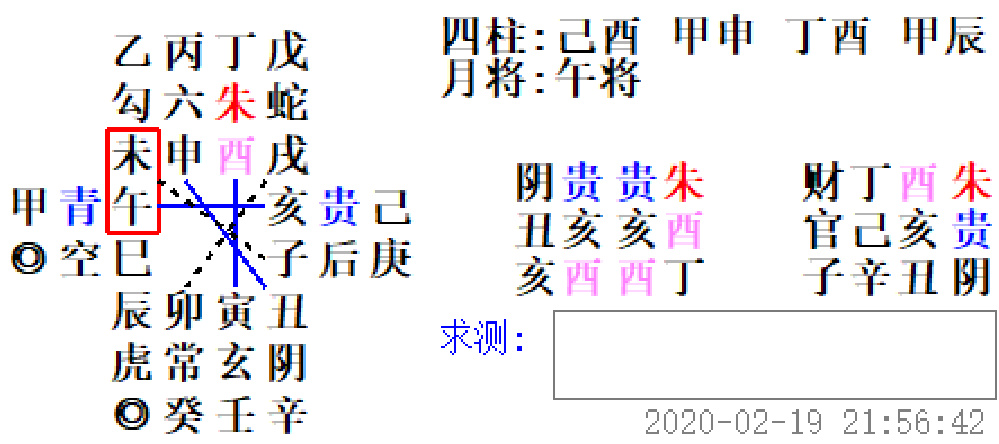 乙丙丁戊
勾六朱蛇
未申酉戌
甲青午 亥贵己
◎空巳 子后庚
辰卯寅丑
虎常玄阴
◎癸壬辛
四柱:己酉 甲申 丁酉 甲辰
月将:午将
阴贵贵朱 财丁酉朱
丑亥亥酉 官己亥贵
亥酉酉丁 子辛丑阴
求测:
2020-02-19 21:56:42